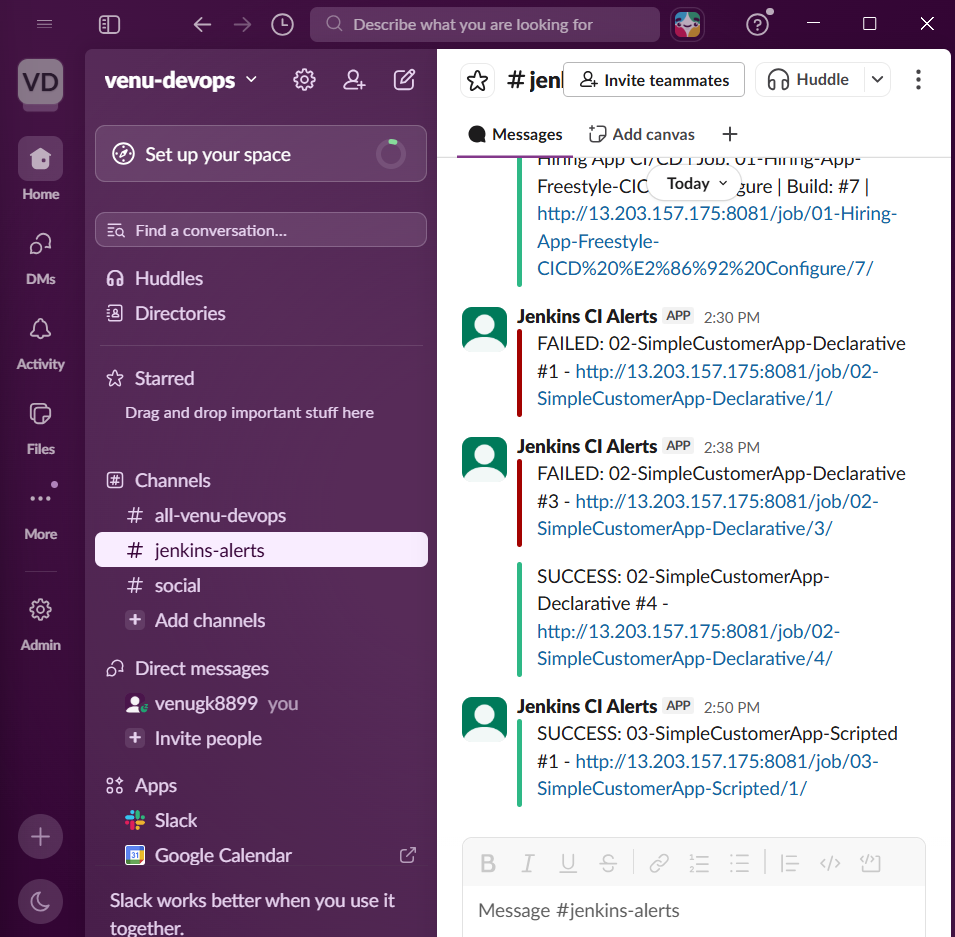 Describe what you are looking for
VD
Home
DMs
Activity
Files
More
Admin
venu-devops
Set up your space
Find a conversation...
Huddles
Directories
Starred
Drag and drop important stuff here
Channels
# all-venu-devops
# jenkins-alerts
# social
+ Add channels
Direct messages
venugk8899 you
+ Invite people
Apps
Slack
31 Google Calendar
Slack works better when you use it
together.
# jen
Invite teammates
Huddle
Messages
Add canvas
+
Hiring App CI/CD | Job: 01-Hiring-App-
Freestyle-CIC
Today
gure | Build: #7 |
http://13.203.157.175:8081/job/01-Hiring-
App-Freestyle-
CICD%20%E2%86%92%20Configure/7/
Jenkins CI Alerts APP 2:30 PM
FAILED: 02-SimpleCustomerApp-Declarative
#1 - http://13.203.157.175:8081/job/02-
SimpleCustomerApp-Declarative/1/
Jenkins CI Alerts APP 2:38 PM
FAILED: 02-SimpleCustomerApp-Declarative
#3 - http://13.203.157.175:8081/job/02-
SimpleCustomerApp-Declarative/3/
SUCCESS: 02-SimpleCustomerApp-
Declarative #4 -
http://13.203.157.175:8081/job/02-
SimpleCustomerApp-Declarative/4/
Jenkins CI Alerts APP 2:50 PM
SUCCESS: 03-SimpleCustomerApp-Scripted
#1 - http://13.203.157.175:8081/job/03-
SimpleCustomerApp-Scripted/1/
B I U S
Message #jenkins-alerts